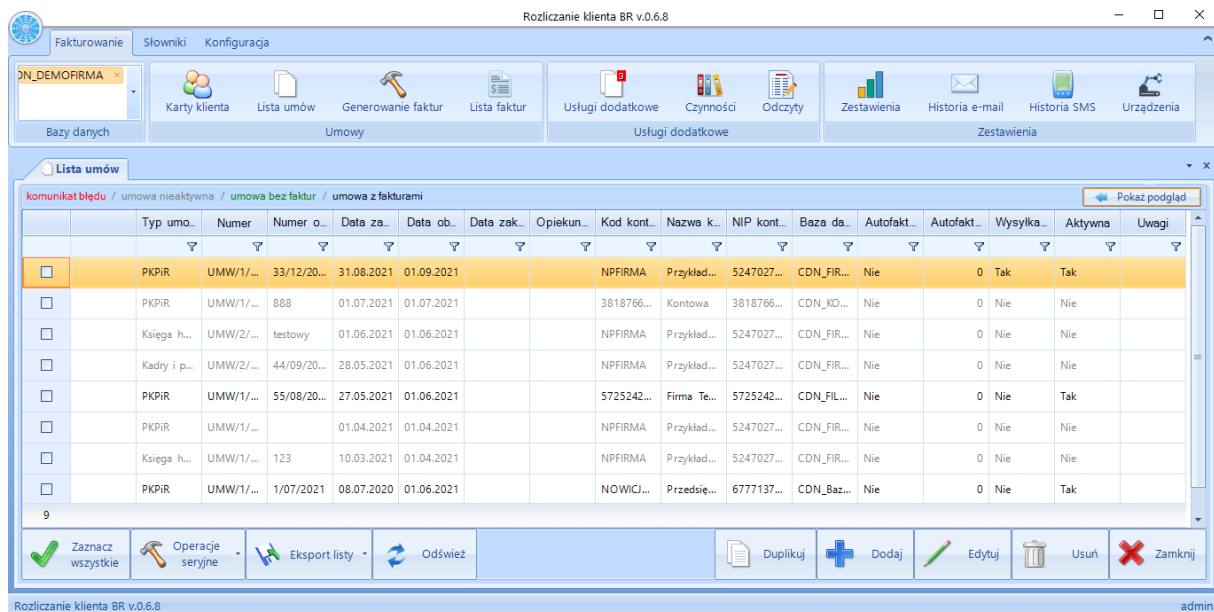 Rozliczanie klienta BR v.0.6.8
Fakturowanie Słowniki Konfiguracja
DN_DEMOFIRMA ×
3
Karty klienta Lista umów Generowanie faktur Lista faktur Usługi dodatkowe Czynności Odczyty Zestawienia Historia e-mail Historia SMS Urządzenia
Bazy danych Umowy Usługi dodatkowe Zestawienia
Lista umów
komunikat błędu / umowa nieaktywna / umowa bez faktur / umowa z fakturami Pokaż podgląd
Typ umo... Numer Numer o... Data za... Data ob... Data zak... Opiekun... Kod kont... Nazwa k... NIP kont... Baza da... Autofakt... Autofakt... Wysyłka... Aktywna Uwagi
PKPiR UMW/1/... 33/12/20... 31.08.2021 01.09.2021 NPFIRMA Przykład... 5247027... CDN_FIR... Nie 0 Tak Tak
PKPiR UMW/1/... 888 01.07.2021 01.07.2021 3818766... Kontowa 3818766... CDN_KO... Nie 0 Nie Nie
Księga h... UMW/2/... testowy 01.06.2021 01.06.2021 NPFIRMA Przykład... 5247027... CDN_FIR... Nie 0 Nie Nie
Kadry i p... UMW/2/... 44/09/20... 28.05.2021 01.06.2021 NPFIRMA Przykład... 5247027... CDN_FIR... Nie 0 Nie Nie
PKPiR UMW/1/... 55/08/20... 27.05.2021 01.06.2021 5725242... Firma Te... 5725242... CDN_FIL... Nie 0 Nie Tak
PKPiR UMW/1/... 01.04.2021 01.04.2021 NPFIRMA Przykład... 5247027... CDN_FIR... Nie 0 Nie Nie
Księga h... UMW/1/... 123 10.03.2021 01.04.2021 NPFIRMA Przykład... 5247027... CDN_FIR... Nie 0 Nie Nie
PKPiR UMW/1/... 1/07/2021 08.07.2020 01.06.2021 NOWICJ... Przedsię... 6777137... CDN_Baz... Nie 0 Nie Tak
9
Zaznacz wszystkie Operacje seryjne Eksport listy Odśwież Duplikuj Dodaj Edytuj Usuń Zamknij
Rozliczanie klienta BR v.0.6.8 admin